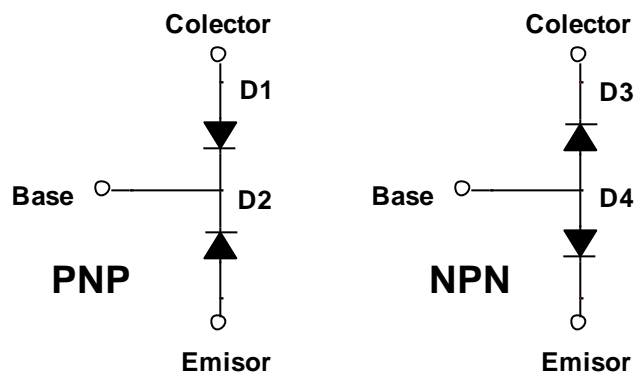 Colector
D1
Base
D2
PNP
Emisor
Colector
D3
Base
D4
NPN
Emisor